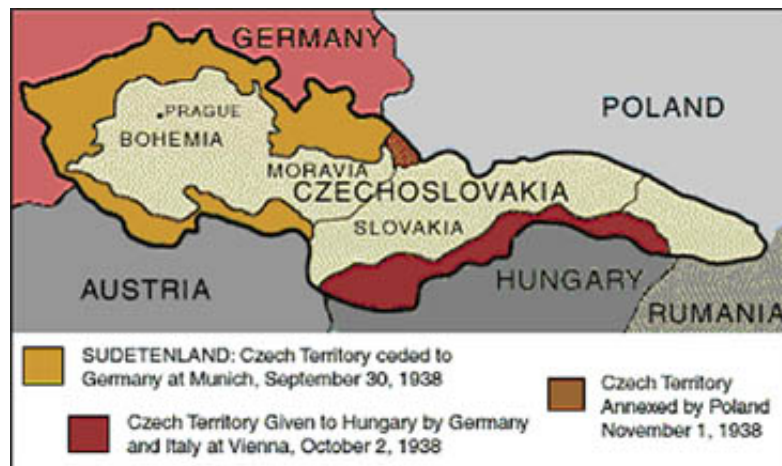 GERMANY
POLAND
PRAGUE
BOHEMIA
MORAVIA
CZECHOSLOVAKIA
SLOVAKIA
AUSTRIA
HUNGARY
RUMANIA
SUDETENLAND: Czech Territory ceded to
Germany at Munich, September 30, 1938
Czech Territory Given to Hungary by Germany
and Italy at Vienna, October 2, 1938
Czech Territory
Annexed by Poland
November 1, 1938